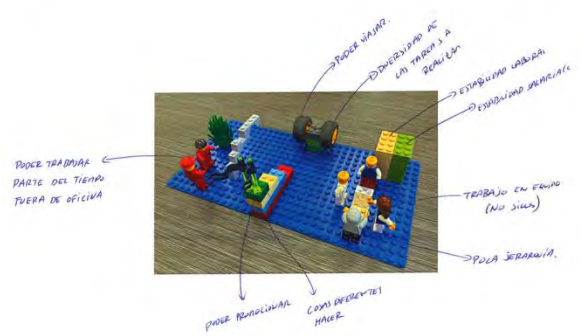 PODER VIAJAR.
DIVERSIDAD DE
LAS TAREAS A
REALIZAR
ESTABILIDAD LABORAL
ESTABILIDAD SALARIAL
PODER TRABAJAR
PARTE DEL TIEMPO
FUERA DE OFICINA
TRABAJO EN EQUIPO
(NO SILOS)
POCA JERARQUÍA.
PODER PROMOCIONAR
COSAS DIFERENTES
HACER